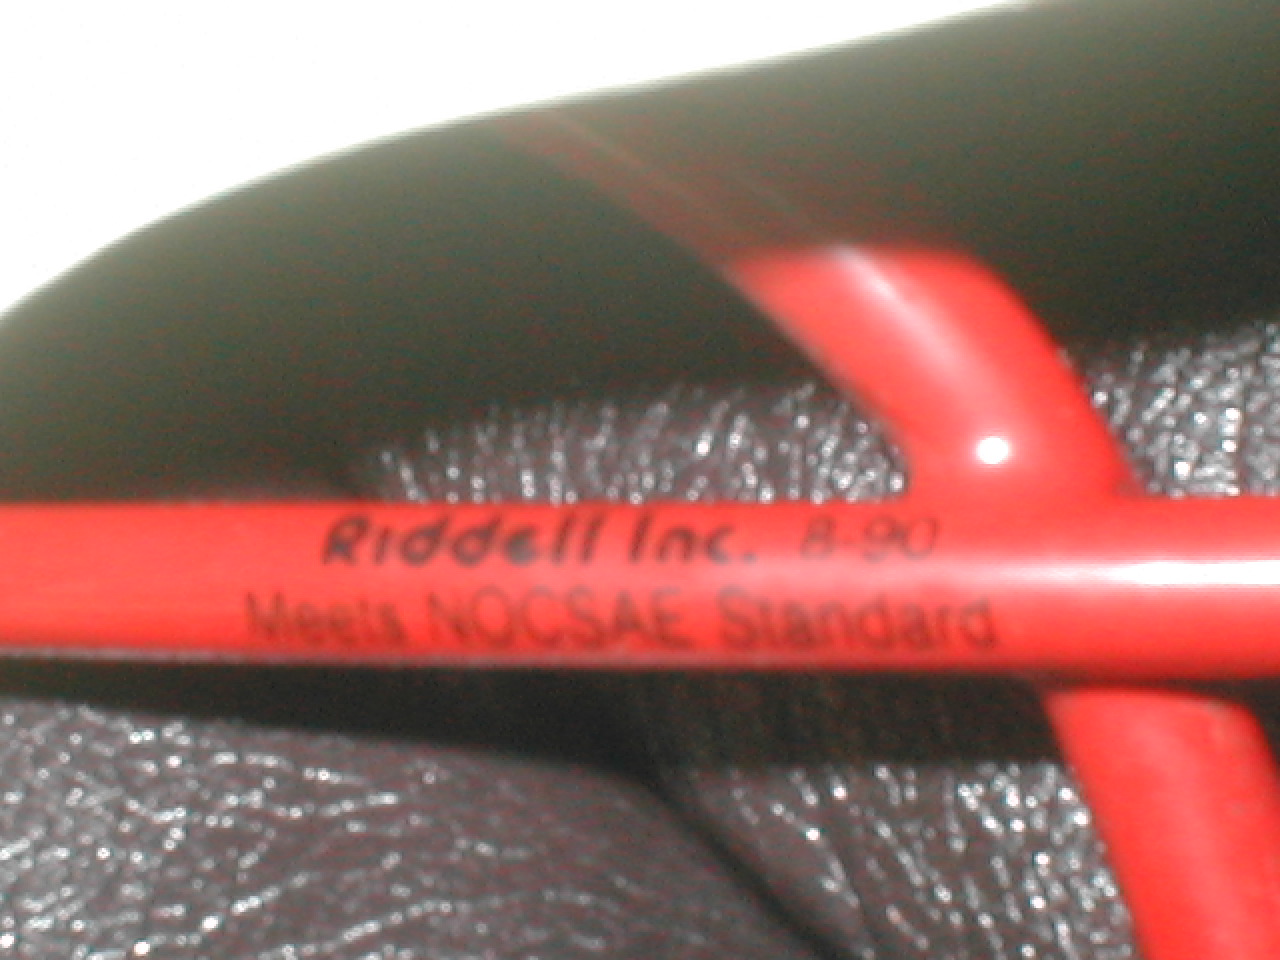 Riddell Inc. 8-90
Meets NOCSAE Standard